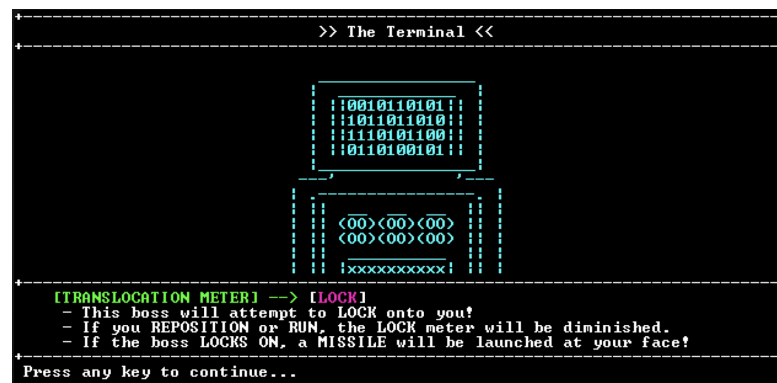 >> The Terminal <<
0010110101
1011011010
1110101100
0110100101
(OO)(OO)(OO)
(OO)(OO)(OO)
xxxxxxxxxx
[TRANSLOCATION METER] --> [LOCK]
- This boss will attempt to LOCK onto you!
- If you REPOSITION or RUN, the LOCK meter will be diminished.
- If the boss LOCKS ON, a MISSILE will be launched at your face!
Press any key to continue...